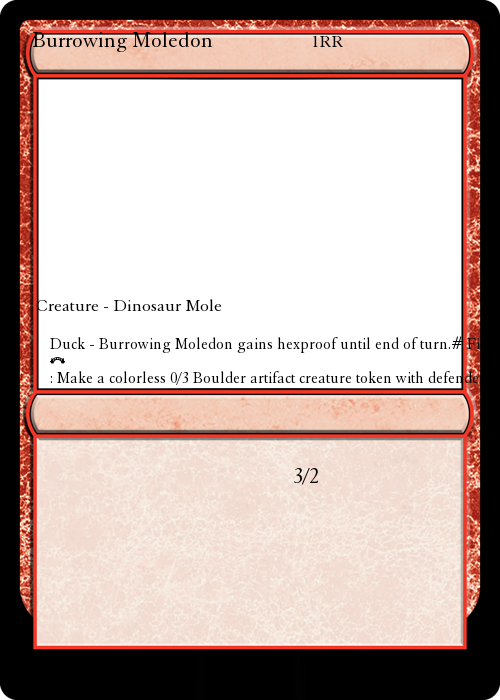 Burrowing Moledon 1RR
Creature - Dinosaur Mole
Duck - Burrowing Moledon gains hexproof until end of turn.#
: Make a colorless 0/3 Boulder artifact creature token with
3/2